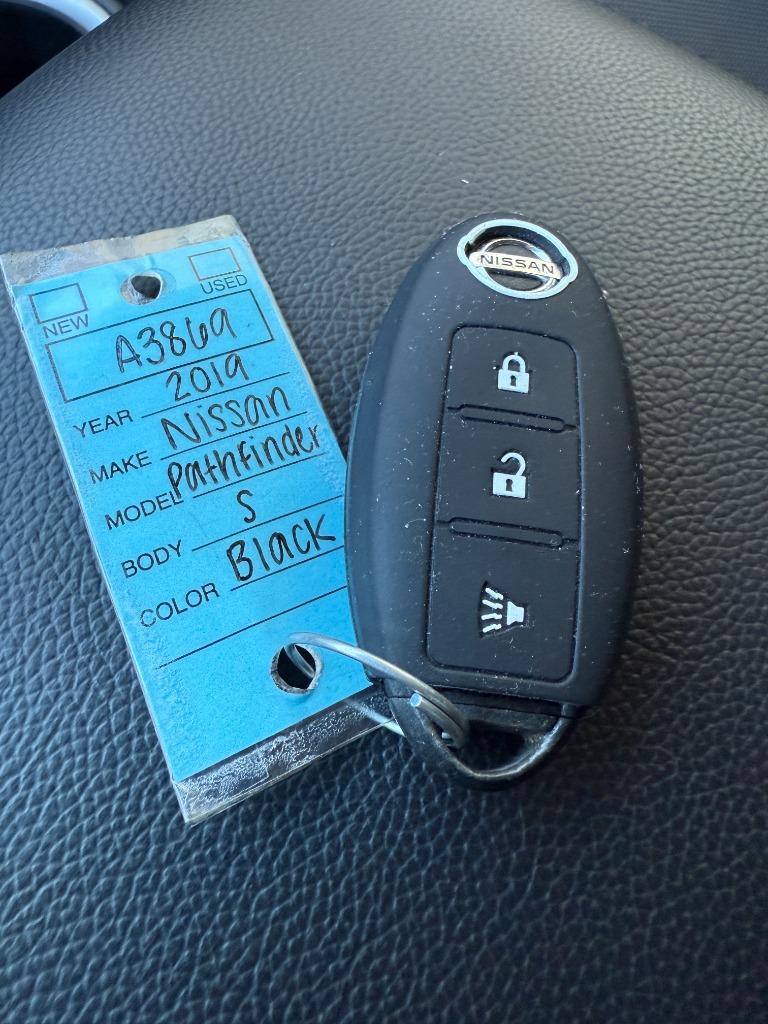 NEW USED
A3869
YEAR 2019
MAKE Nissan
MODEL Pathfinder
BODY S
COLOR Black
NISSAN